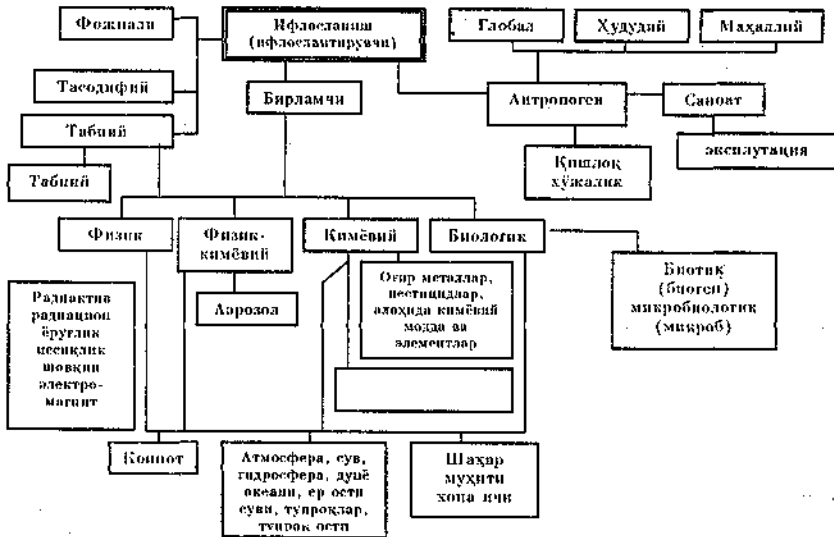 Фожиали
Ифлосланиш
(ифлослантирувчи)
Глобал
Ҳудудий
Маҳаллий
Тасодифий
Бирламчи
Антропоген
Саноат
Табиий
Қишлоқ
хўжалик
эксплутация
Табиий
Физик
Физик-
кимёвий
Кимёвий
Биологик
Радиактив
радиацион
ёруғлик
иссиқлик
шовқин
электро-
магнит
Аэрозол
Оғир металлар,
пестицидлар,
алоҳида кимёвий
модда ва
элементлар
Биотик
(биоген)
микробиологик
(микроб)
Коинот
Атмосфера, сув,
гидросфера, дунё
океани, ер ости
суви, тупроқлар,
тупроқ ости
Шаҳар
муҳити
хона ичи